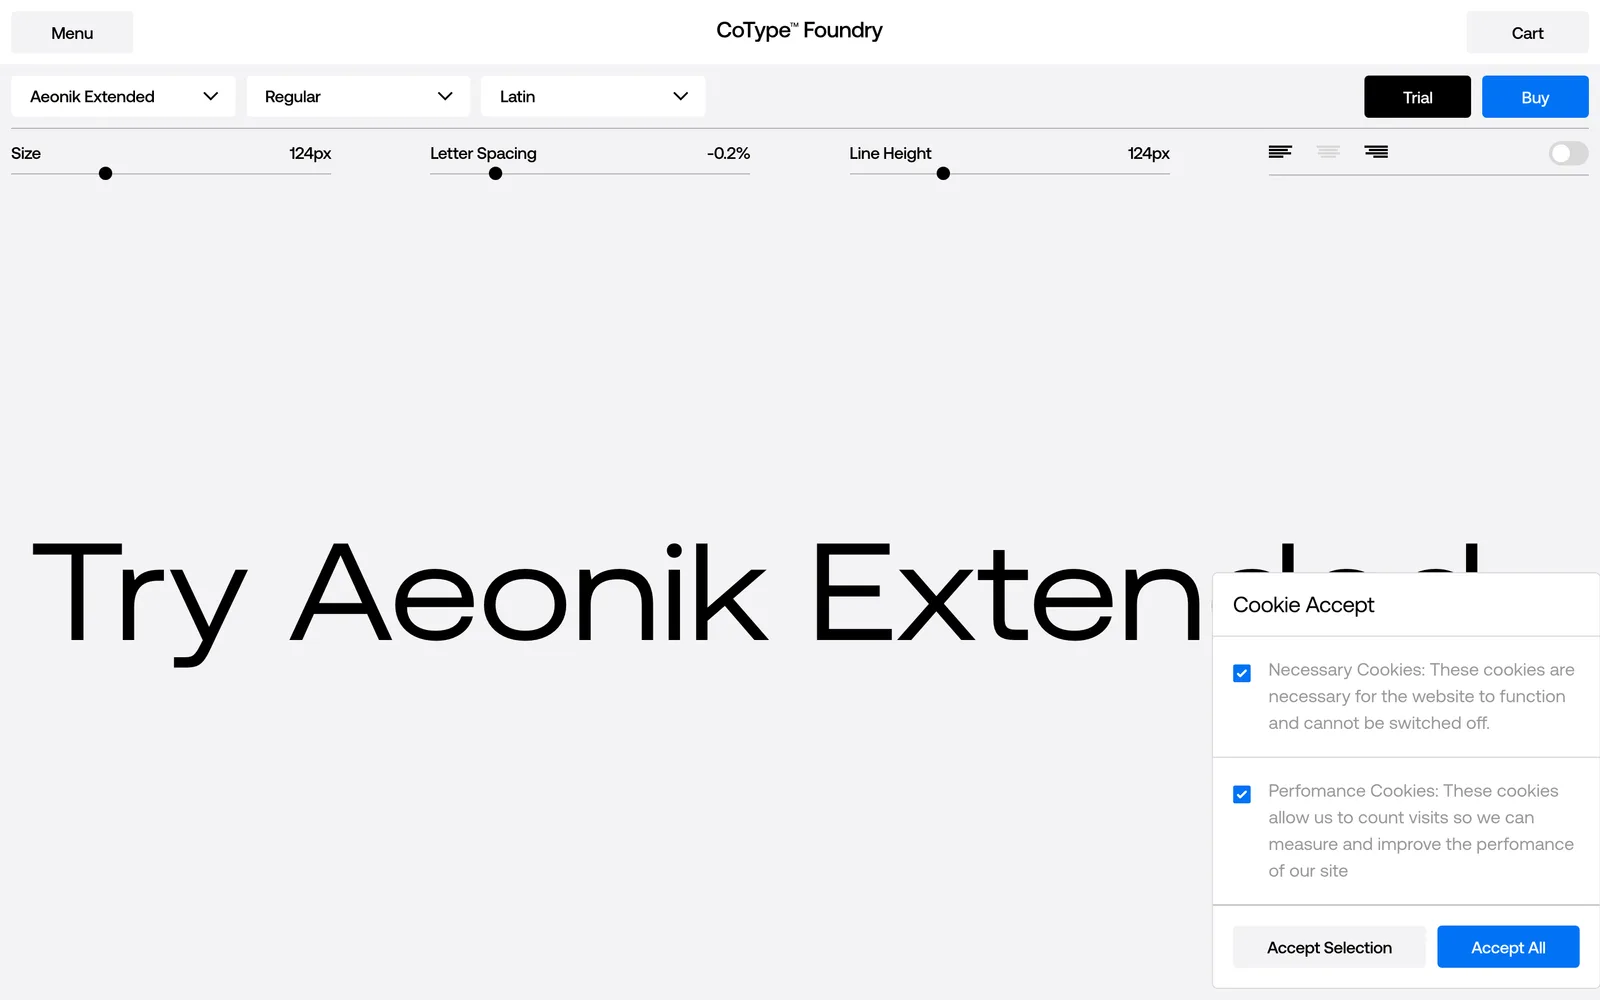 Menu
CoType™ Foundry
Cart
Aeonik Extended
Regular
Latin
Trial
Buy
Size
124px
Letter Spacing
-0.2%
Line Height
124px
Try Aeonik Extended
Cookie Accept
Necessary Cookies: These cookies are
necessary for the website to function
and cannot be switched off.
Perfomance Cookies: These cookies
allow us to count visits so we can
measure and improve the perfomance
of our site
Accept Selection
Accept All